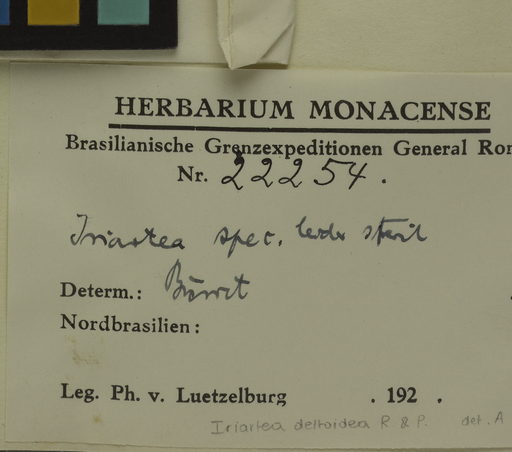 HERBARIUM MONACENSE
Brasilianische Grenzexpeditionen General Ron
Nr. 22254.
Iriartea spec. leider steril
Determ.: Burret
Nordbrasilien:
Leg. Ph. v. Luetzelburg . 192 .
Iriartea deltoidea R. & P. det. A